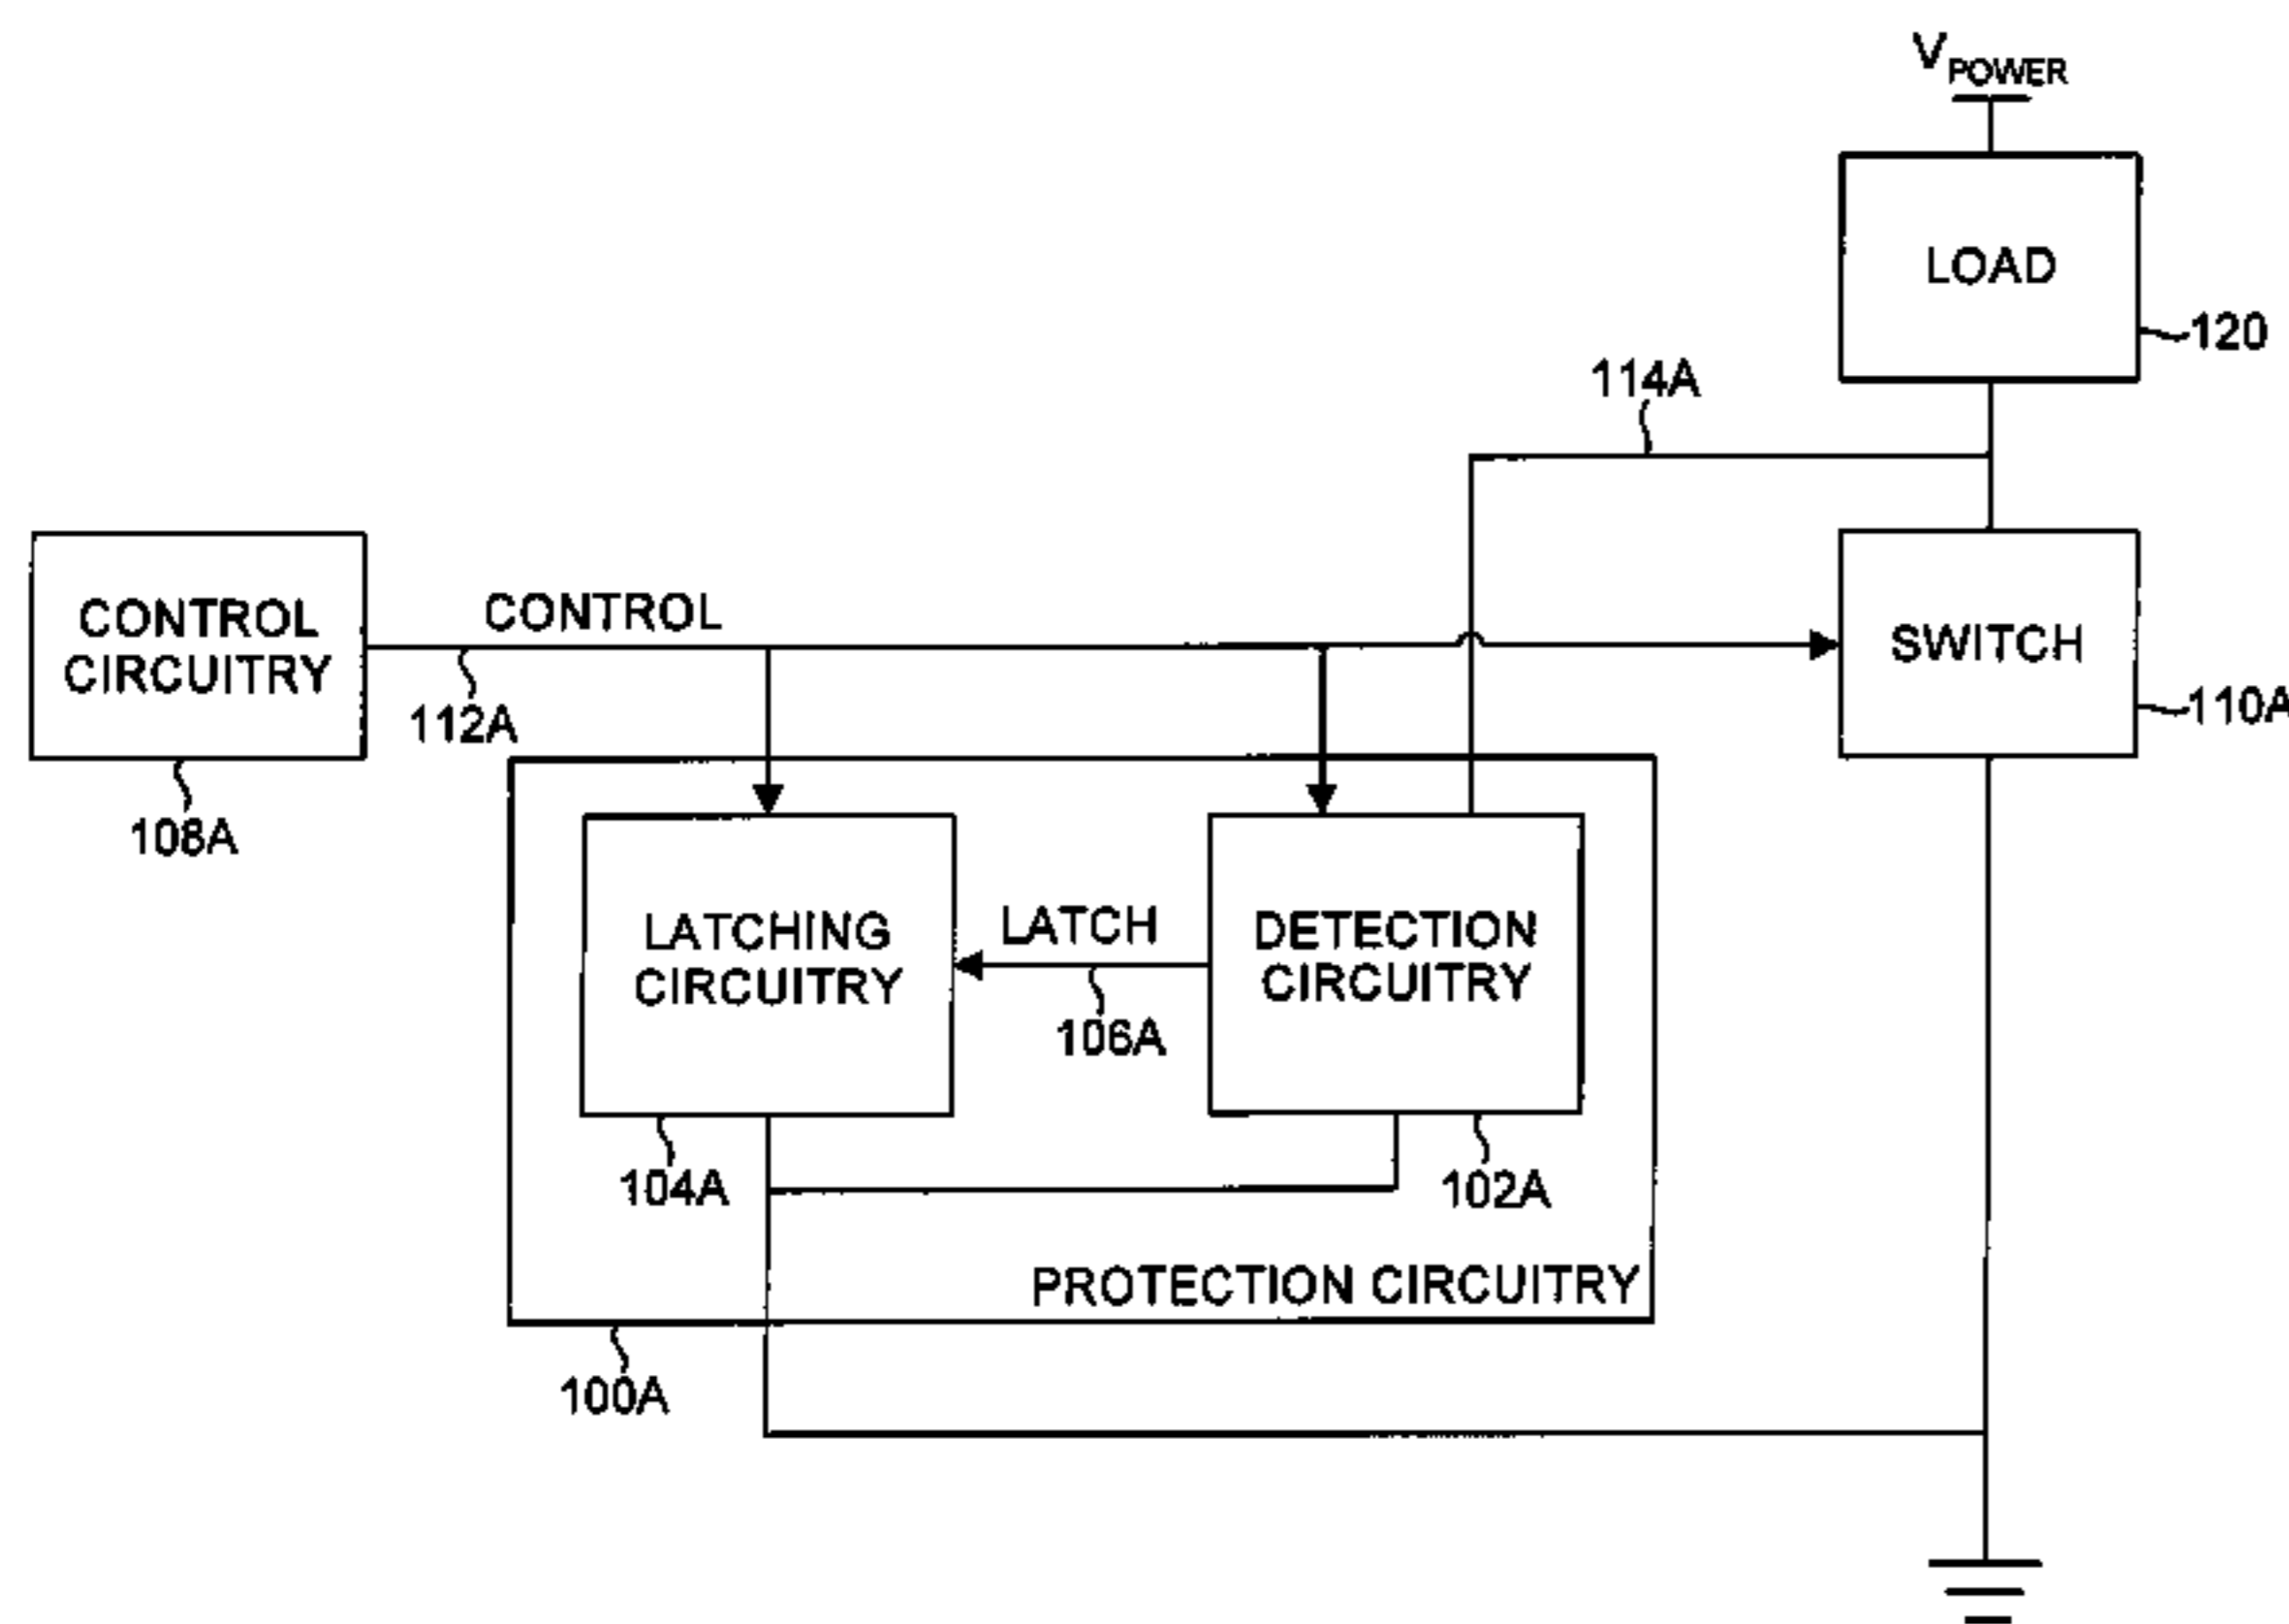 VPOWER
LOAD
120
114A
CONTROL
CIRCUITRY
CONTROL
SWITCH
112A
110A
108A
LATCHING
CIRCUITRY
LATCH
DETECTION
CIRCUITRY
106A
104A
102A
PROTECTION CIRCUITRY
100A